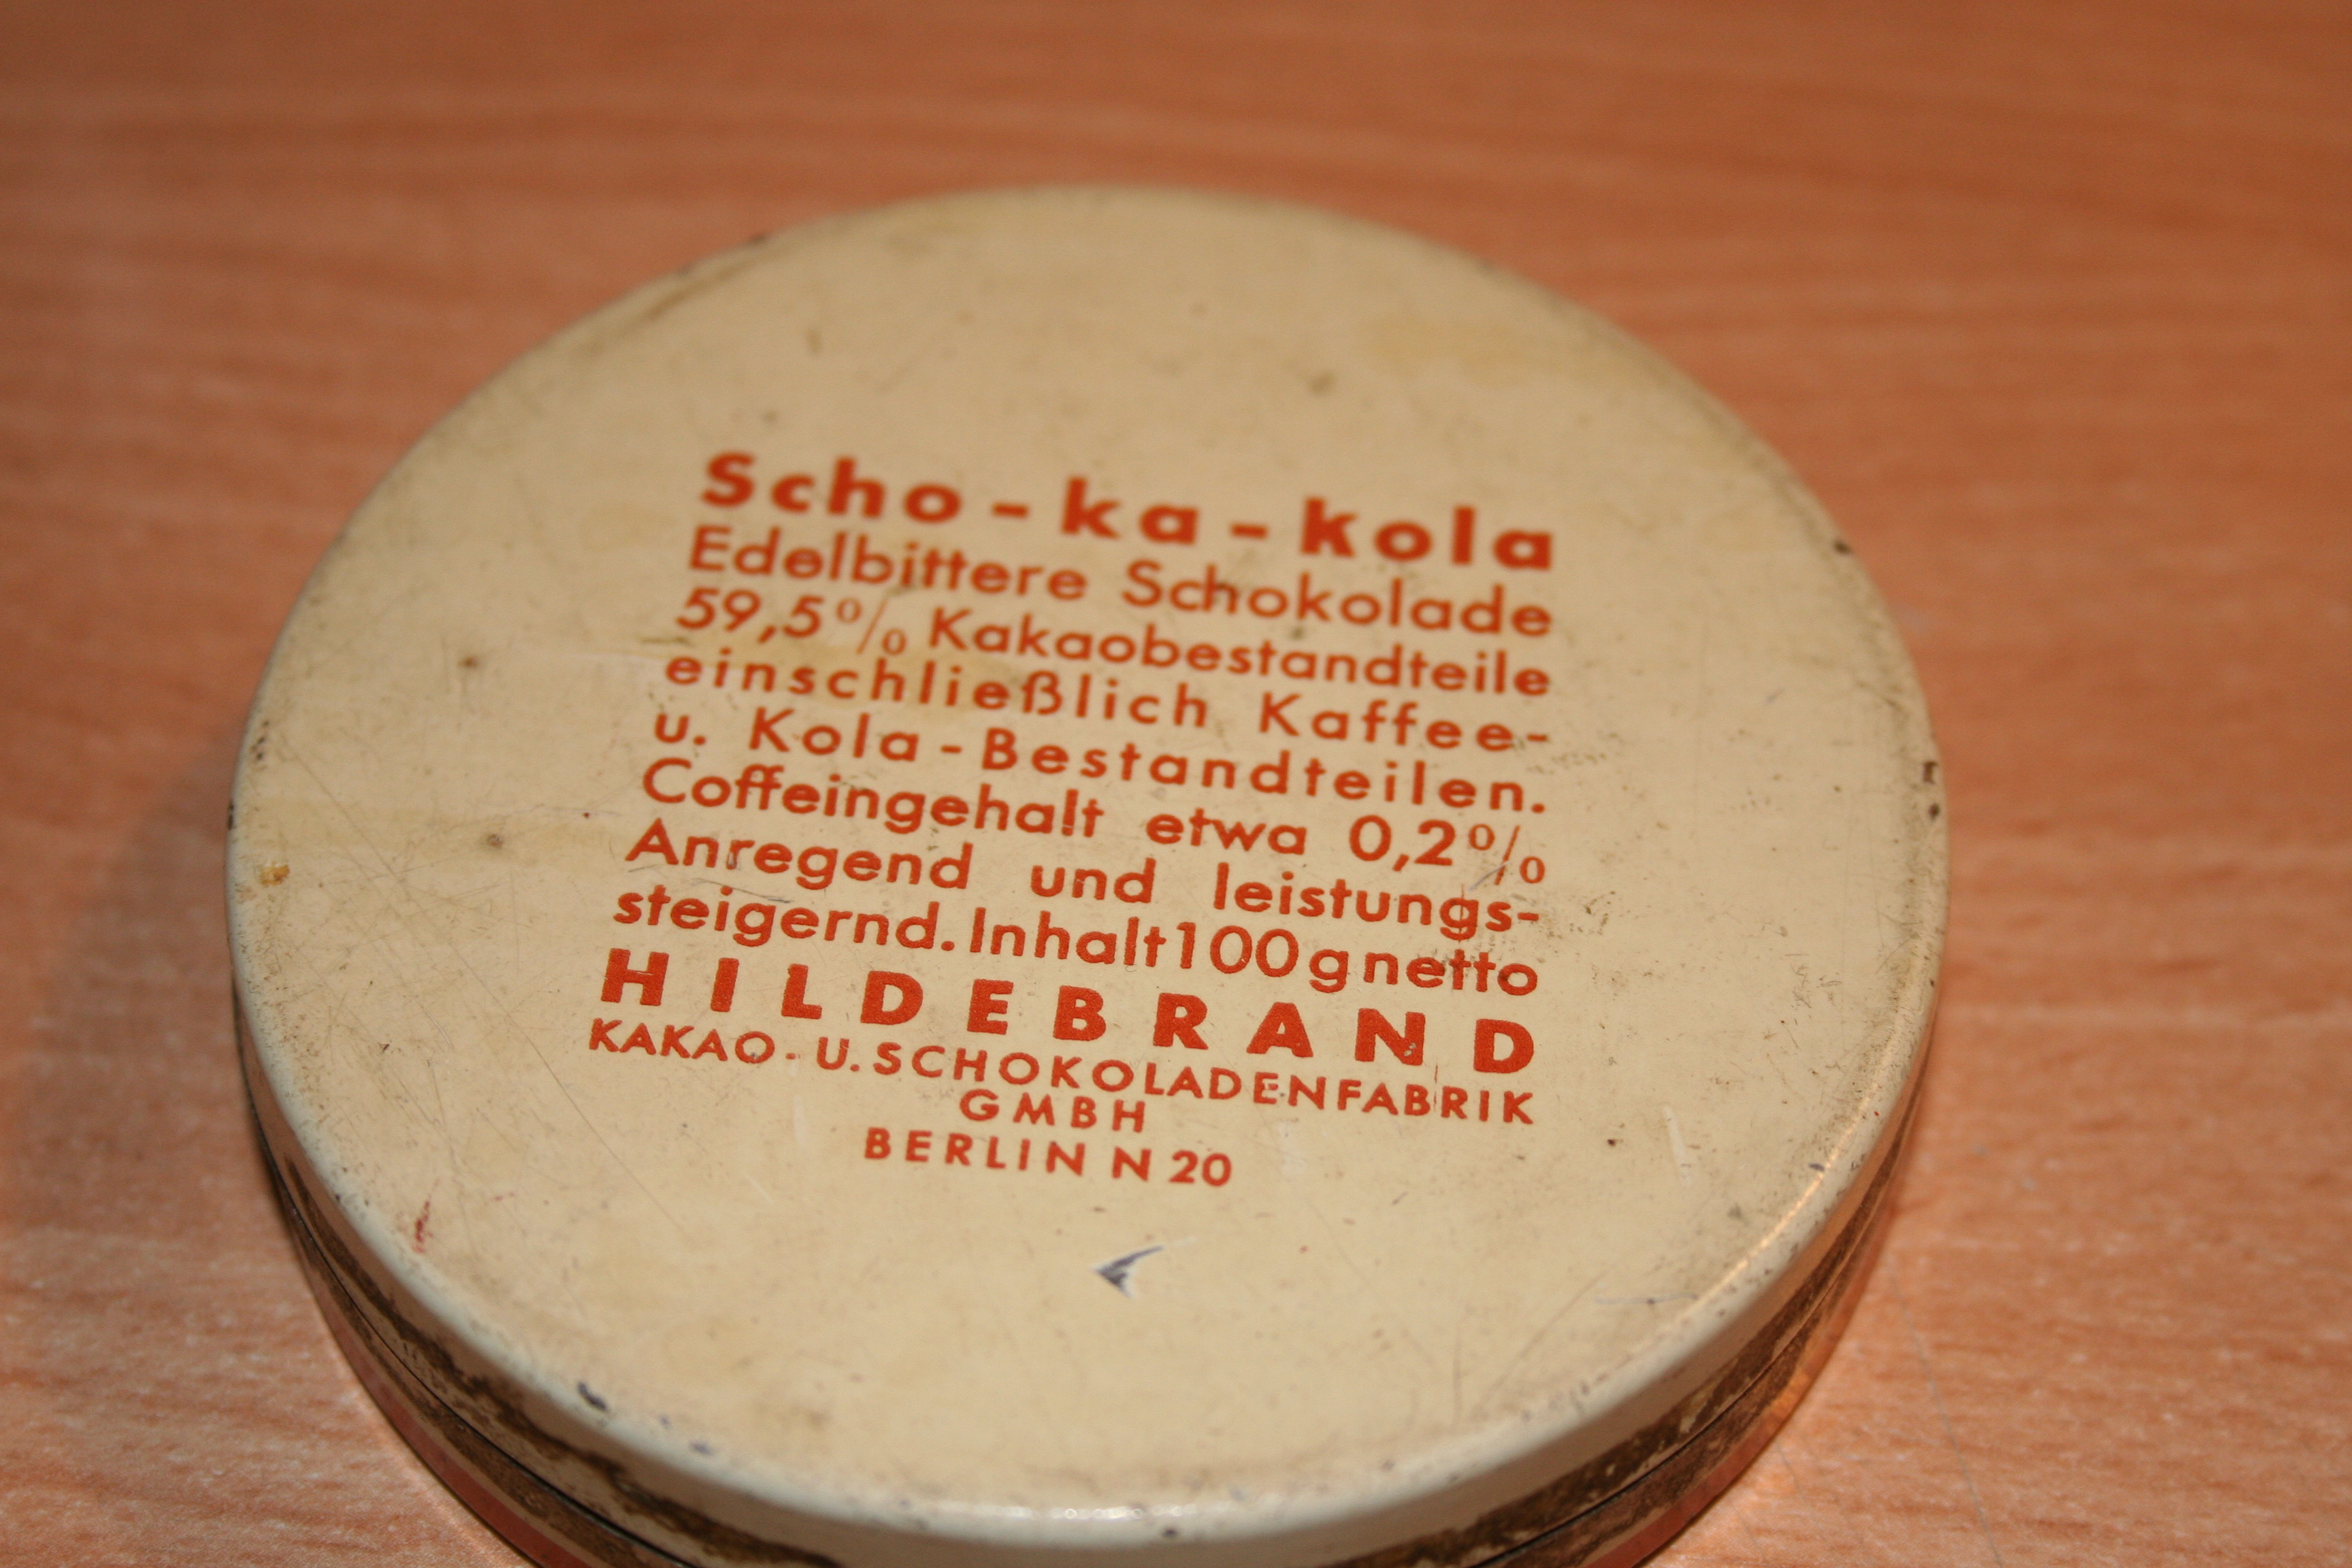 Scho-ka-kola
Edelbittere Schokolade
59,5% Kakaobestandteile
einschließlich Kaffee-
u. Kola-Bestandteilen.
Coffeingehalt etwa 0,2%
Anregend und leistungs-
steigernd. Inhalt 100 g netto
HILDEBRAND
KAKAO- U. SCHOKOLADENFABRIK
GMBH
BERLIN N 20